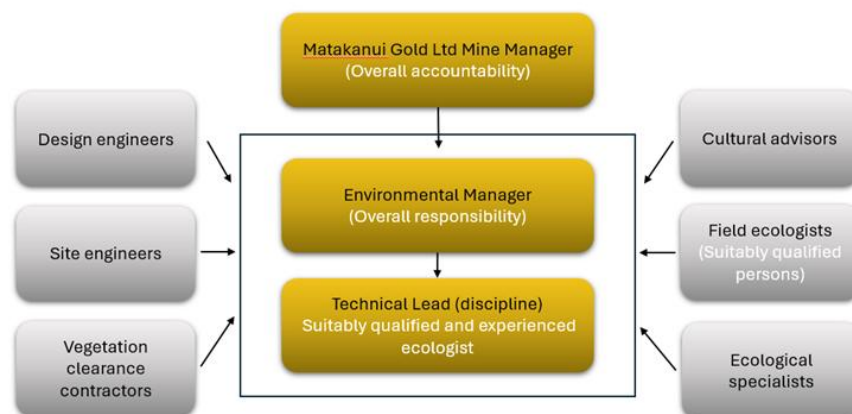 Matakanui Gold Ltd Mine Manager
(Overall accountability)
Design engineers
Cultural advisors
Environmental Manager
(Overall responsibility)
Site engineers
Field ecologists
(Suitably qualified
persons)
Technical Lead (discipline)
Suitably qualified and experienced
ecologist
Vegetation
clearance
contractors
Ecological
specialists